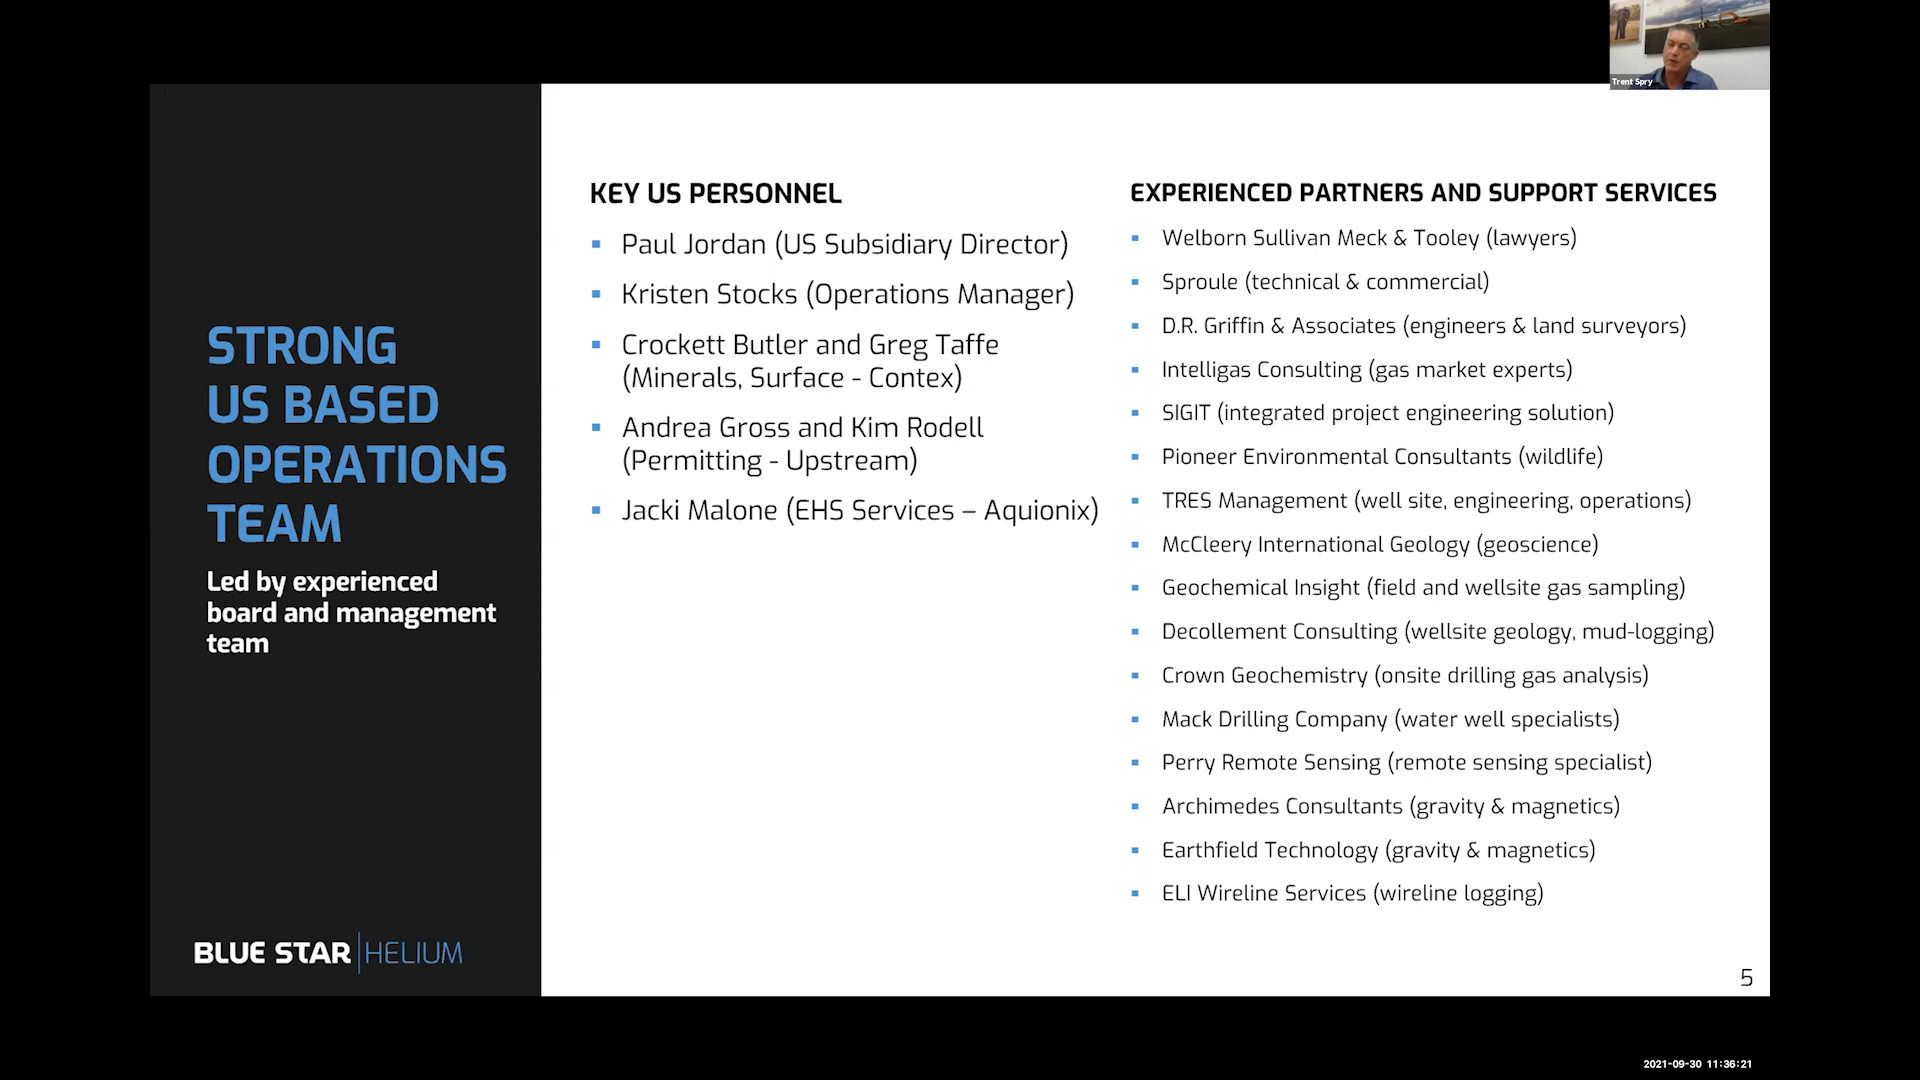 Trent Spry
STRONG
US BASED
OPERATIONS
TEAM
Led by experienced
board and management
team
BLUE STAR HELIUM
KEY US PERSONNEL
▪ Paul Jordan (US Subsidiary Director)
▪ Kristen Stocks (Operations Manager)
▪ Crockett Butler and Greg Taffe
(Minerals, Surface - Contex)
▪ Andrea Gross and Kim Rodell
(Permitting - Upstream)
▪ Jacki Malone (EHS Services – Aquionix)
EXPERIENCED PARTNERS AND SUPPORT SERVICES
▪ Welborn Sullivan Meck & Tooley (lawyers)
▪ Sproule (technical & commercial)
▪ D.R. Griffin & Associates (engineers & land surveyors)
▪ Intelligas Consulting (gas market experts)
▪ SIGIT (integrated project engineering solution)
▪ Pioneer Environmental Consultants (wildlife)
▪ TRES Management (well site, engineering, operations)
▪ McCleery International Geology (geoscience)
▪ Geochemical Insight (field and wellsite gas sampling)
▪ Decollement Consulting (wellsite geology, mud-logging)
▪ Crown Geochemistry (onsite drilling gas analysis)
▪ Mack Drilling Company (water well specialists)
▪ Perry Remote Sensing (remote sensing specialist)
▪ Archimedes Consultants (gravity & magnetics)
▪ Earthfield Technology (gravity & magnetics)
▪ ELI Wireline Services (wireline logging)
5
2021-09-30 11:36:21